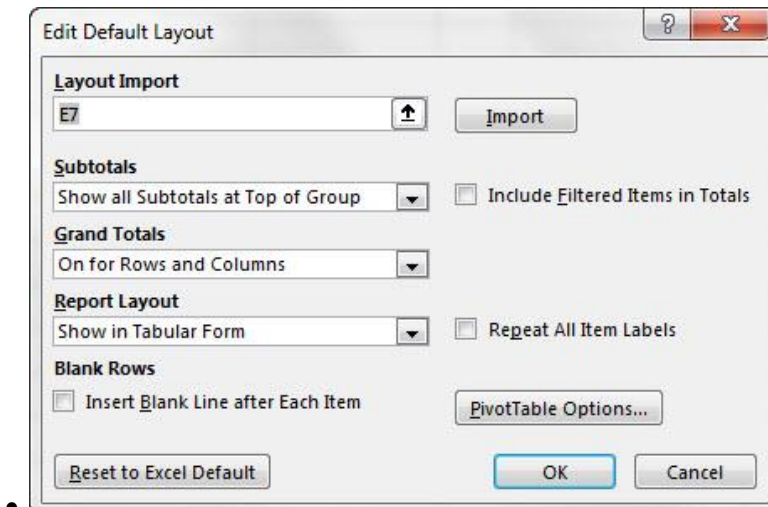 Edit Default Layout
Layout Import
E7
Import
Subtotals
Show all Subtotals at Top of Group
Include Filtered Items in Totals
Grand Totals
On for Rows and Columns
Report Layout
Show in Tabular Form
Repeat All Item Labels
Blank Rows
Insert Blank Line after Each Item
PivotTable Options...
Reset to Excel Default
OK
Cancel